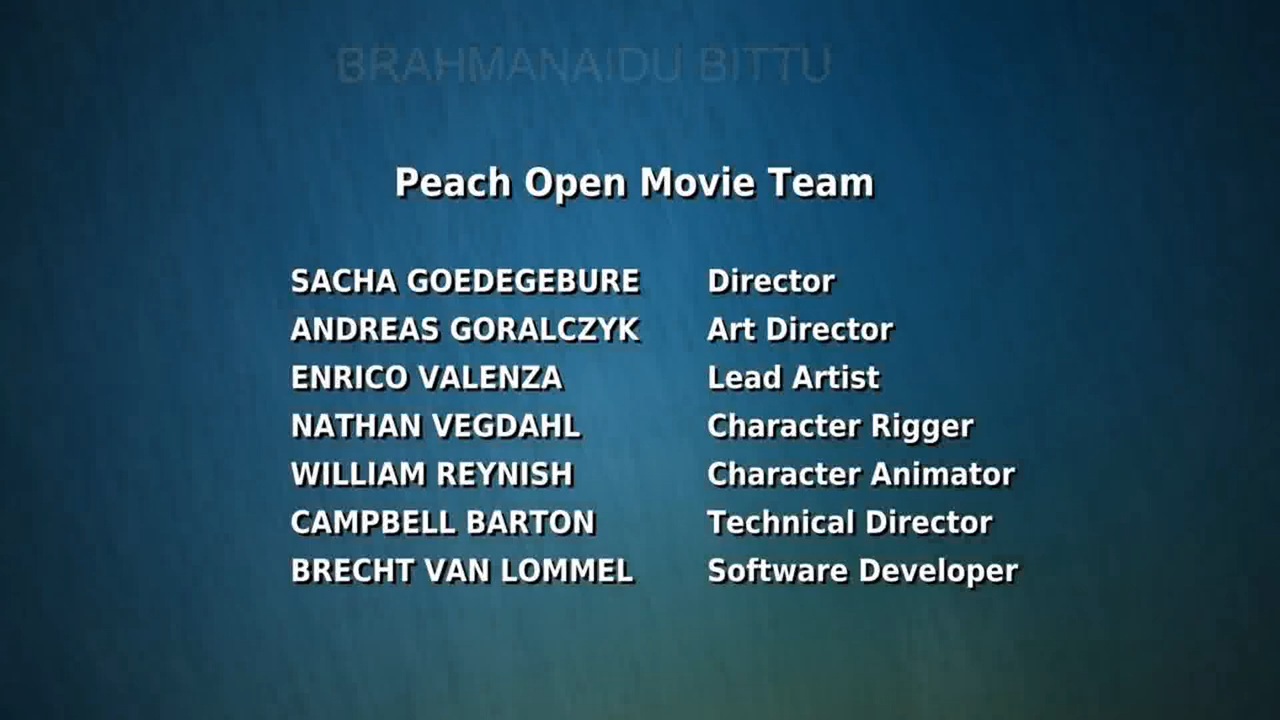 BRAHMANAIDU BITTU
Peach Open Movie Team
SACHA GOEDEGEBURE Director
ANDREAS GORALCZYK Art Director
ENRICO VALENZA Lead Artist
NATHAN VEGDAHL Character Rigger
WILLIAM REYNISH Character Animator
CAMPBELL BARTON Technical Director
BRECHT VAN LOMMEL Software Developer